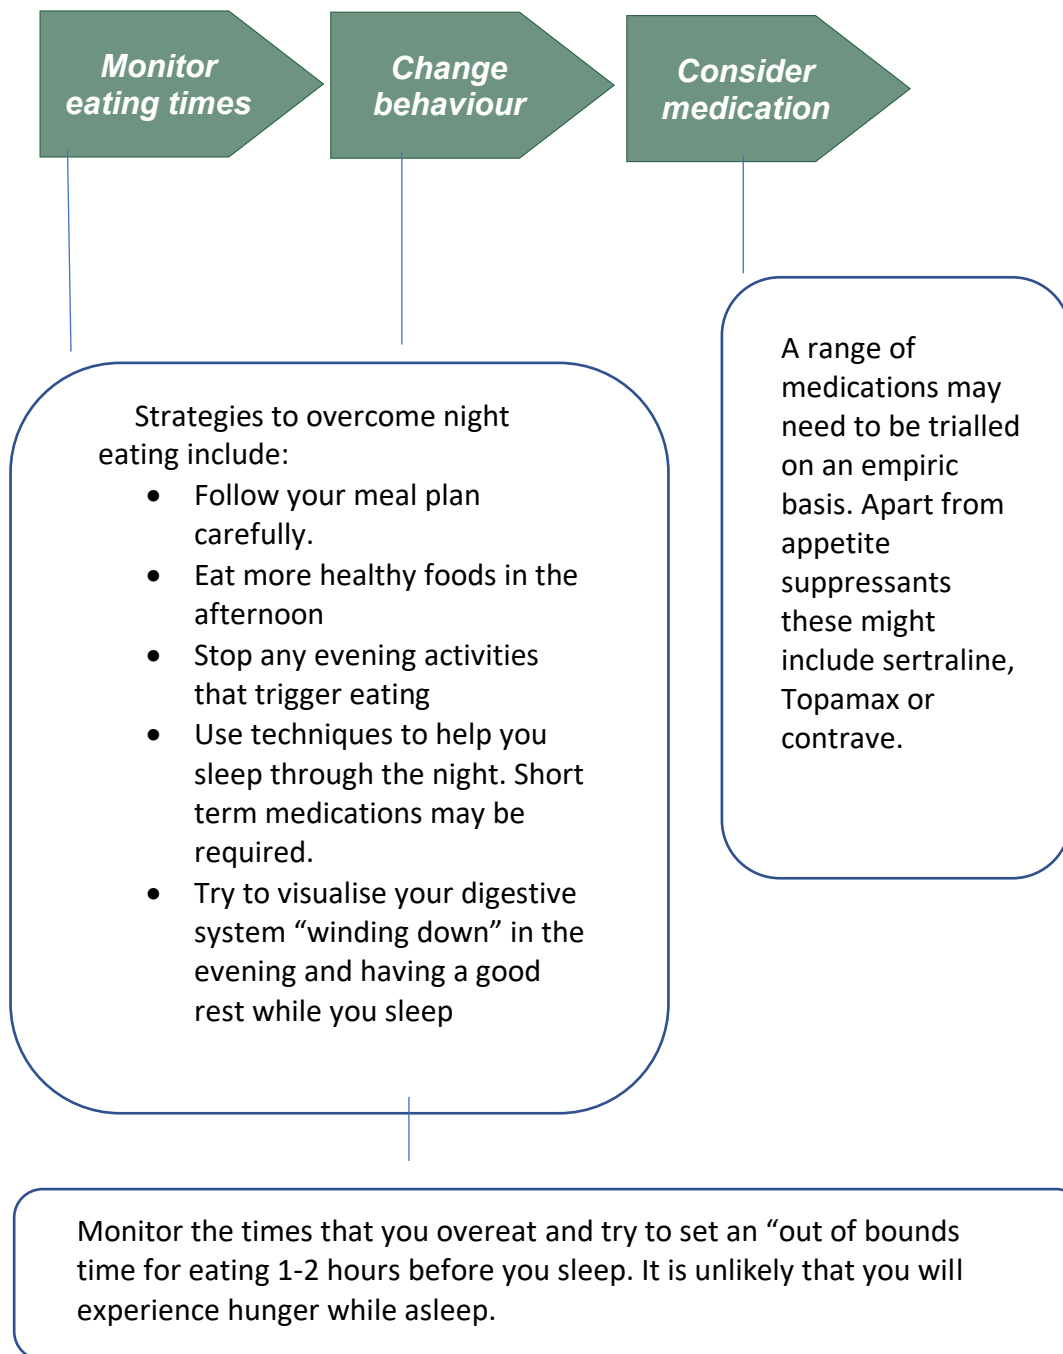 Monitor
eating times
Change
behaviour
Consider
medication
Strategies to overcome night
eating include:
• Follow your meal plan
carefully.
• Eat more healthy foods in the
afternoon
• Stop any evening activities
that trigger eating
• Use techniques to help you
sleep through the night. Short
term medications may be
required.
• Try to visualise your digestive
system “winding down” in the
evening and having a good
rest while you sleep
A range of
medications may
need to be trialled
on an empiric
basis. Apart from
appetite
suppressants
these might
include sertraline,
Topamax or
contrave.
Monitor the times that you overeat and try to set an “out of bounds
time for eating 1-2 hours before you sleep. It is unlikely that you will
experience hunger while asleep.